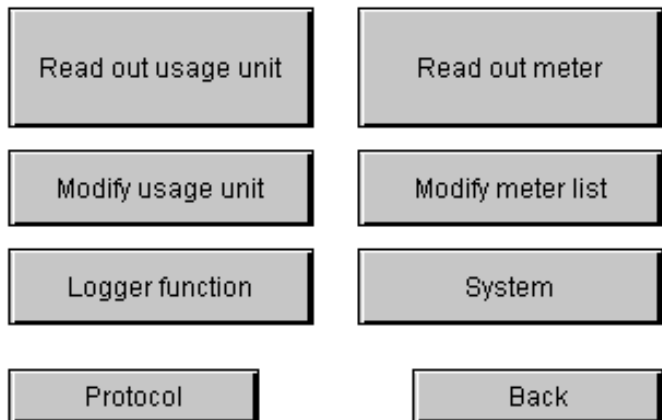 Read out usage unit
Read out meter
Modify usage unit
Modify meter list
Logger function
System
Protocol
Back